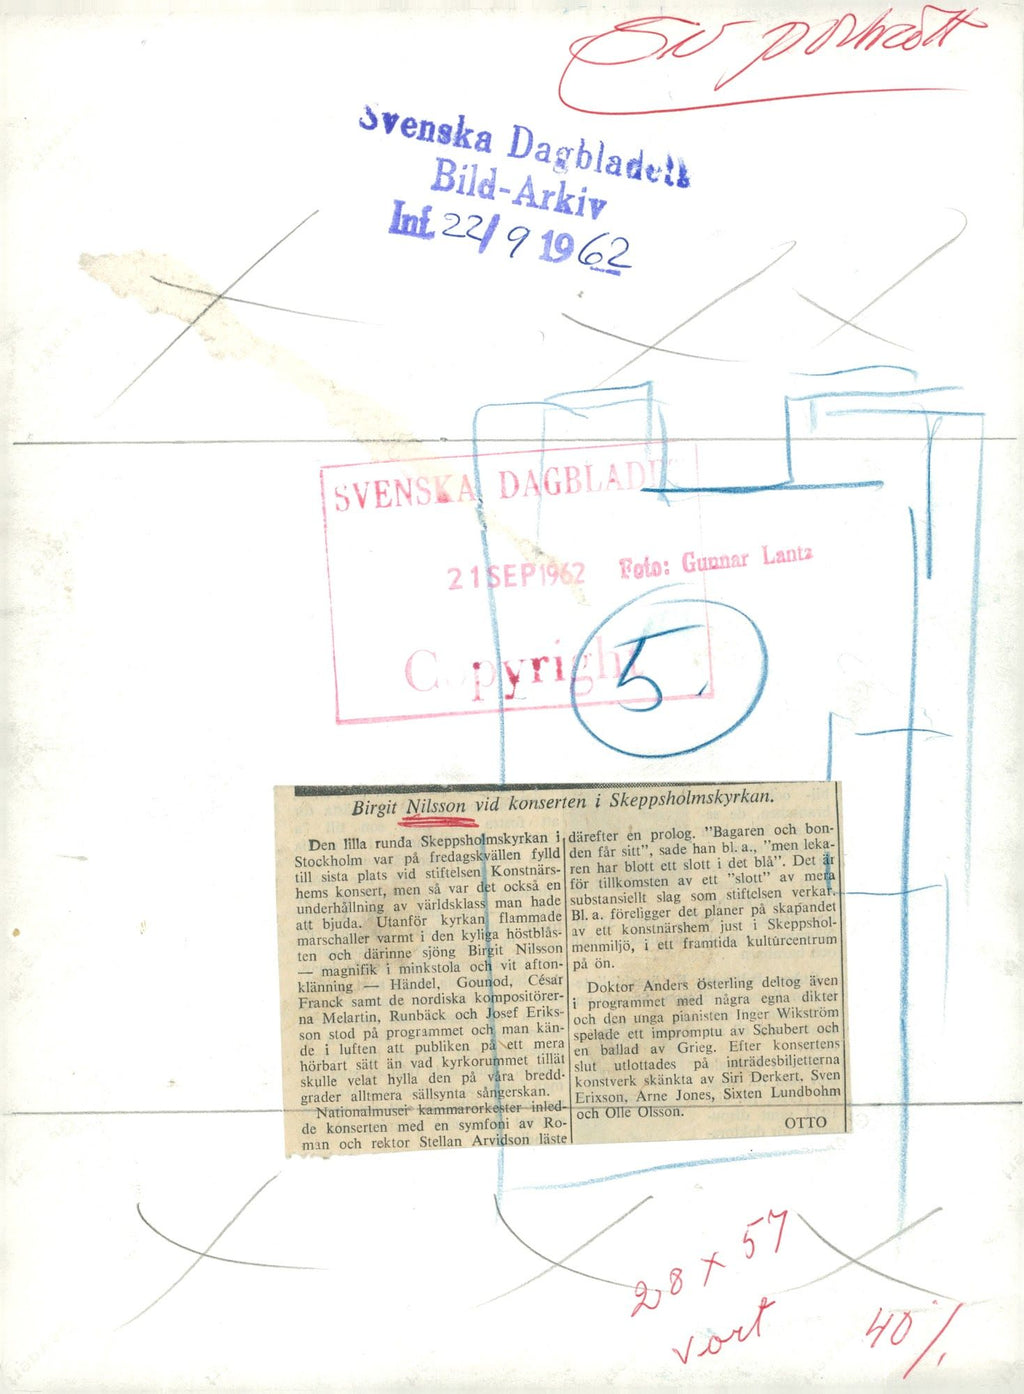 Sv porträtt
Svenska Dagbladets
Bild-Arkiv
Inf. 22/9 1962
SVENSKA DAGBLADE
21 SEP 1962 Foto: Gunnar Lantz
Copyright
5.
Birgit Nilsson vid konserten i Skeppsholmskyrkan.
Den lilla runda Skeppsholmskyrkan i
Stockholm var på fredagskvällen fylld
till sista plats vid stiftelsen Konstnärs-
hems konsert, men så var det också en
underhållning av världsklass man hade
att bjuda. Utanför kyrkan flammade
marschaller varmt i den kyliga höstblås-
ten och därinne sjöng Birgit Nilsson
— magnifik i minkstola och vit afton-
klänning — Händel, Gounod, César
Franck samt de nordiska kompositörer-
na Melartin, Runbäck och Josef Eriks-
son stod på programmet och man kän-
de i luften att publiken på ett mera
hörbart sätt än vad kyrkorummet tillät
skulle velat hylla den på våra bredd-
grader alltmera sällsynta sångerskan.
Nationalmusei kammarorkester inled-
de konserten med en symfoni av Ro-
man och rektor Stellan Arvidson läste
därefter en prolog. "Bagaren och bon-
den får sitt", sade han bl. a., "men leka-
ren har blott ett slott i det blå". Det är
för tillkomsten av ett "slott" av mera
substansiellt slag som stiftelsen verkar.
Bl. a. föreligger det planer på skapandet
av ett konstnärshem just i Skeppshol-
menmiljö, i ett framtida kulturcentrum
på ön.
Doktor Anders Österling deltog även
i programmet med några egna dikter
och den unga pianisten Inger Wikström
spelade ett impromptu av Schubert och
en ballad av Grieg. Efter konsertens
slut utlottades på inträdesbiljetterna
konstverk skänkta av Siri Derkert, Sven
Erixson, Arne Jones, Sixten Lundbohm
och Olle Olsson.
OTTO
28 x 57
vart 40%